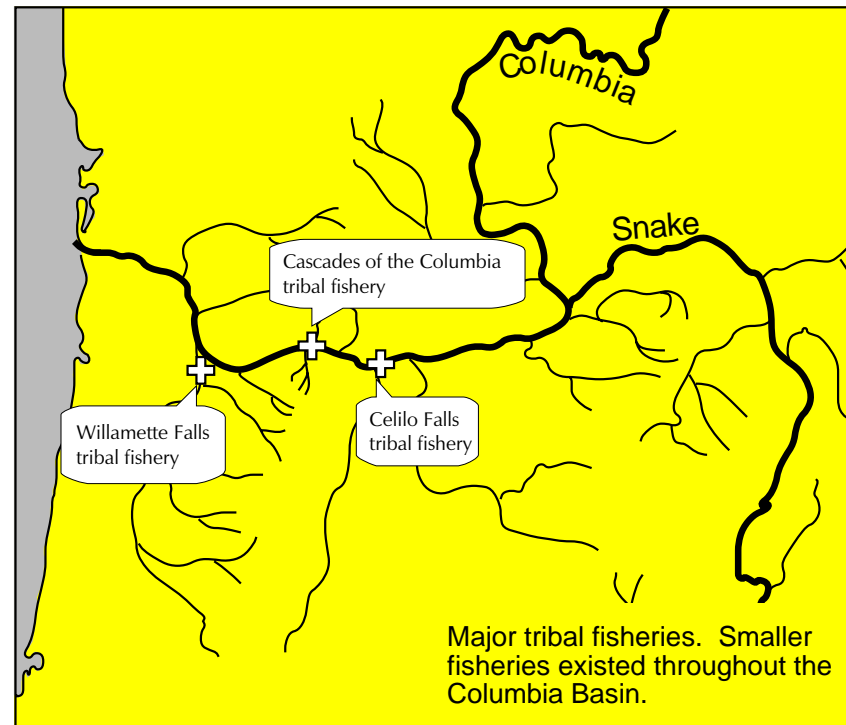 Columbia
Snake
Cascades of the Columbia
tribal fishery
Willamette Falls
tribal fishery
Celilo Falls
tribal fishery
Major tribal fisheries.  Smaller
fisheries existed throughout the
Columbia Basin.